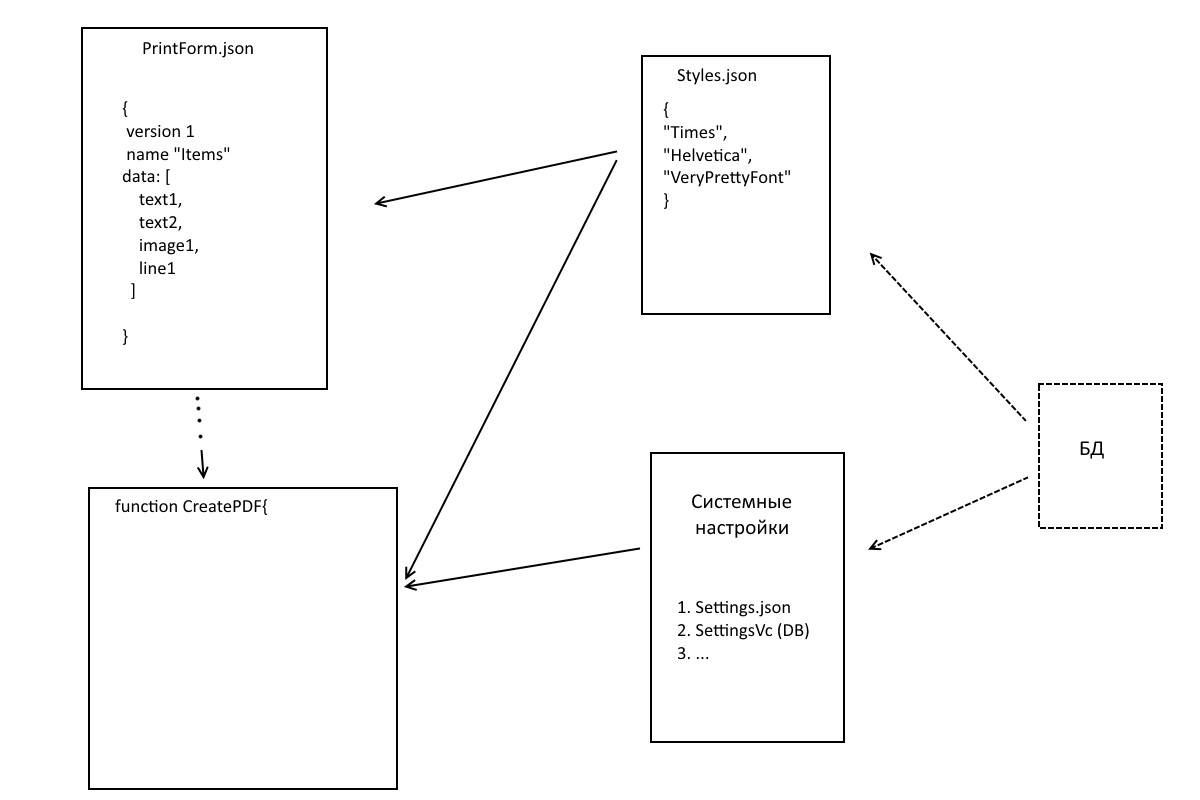 PrintForm.json
{
version 1
name "Items"
data: [
text1,
text2,
image1,
line1
]
}
Styles.json
{
"Times",
"Helvetica",
"VeryPrettyFont"
}
БД
function CreatePDF{
Системные
настройки
1. Settings.json
2. SettingsVc (DB)
3. ...